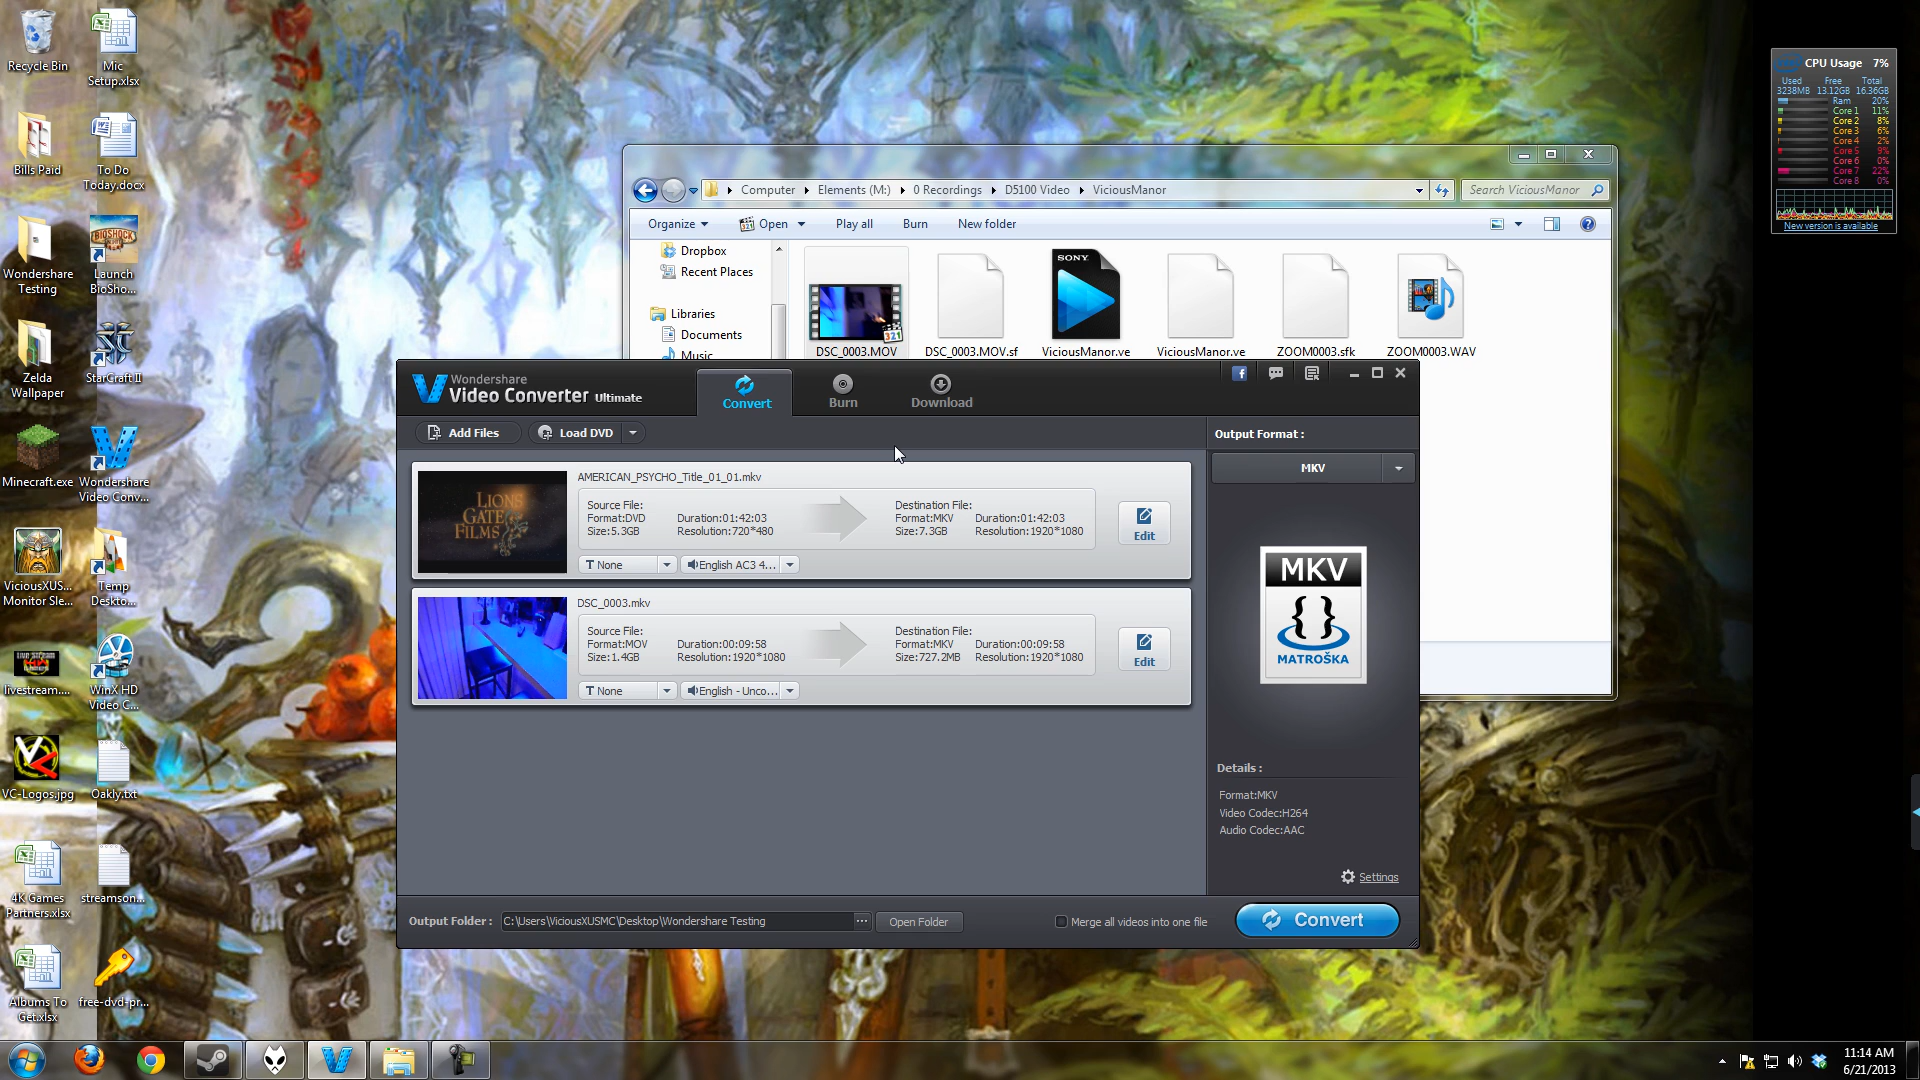 Recycle Bin
Mic
Setup.xlsx
Bills Paid
To Do
Today.docx
Wondershare
Testing
BIOSHOCK
Launch
BioSho...
Zelda
Wallpaper
StarCraft II
Minecraft.exe
Wondershare
Video Conv...
ViciousXUS...
Monitor Sle...
Temp
Deskto...
livestream....
WinX HD
Video C...
VC-Logos.jpg
Oakly.txt
4K Games
Partners.xlsx
streamson...
Albums To
Get.xlsx
free-dvd-pr...
CPU Usage 7%
Used Free Total
3238MB 13.12GB 16.36GB
Ram 20%
Core 1 11%
Core 2 8%
Core 3 6%
Core 4 2%
Core 5 9%
Core 6 0%
Core 7 22%
Core 8 0%
New version is available
Computer Elements (M:) 0 Recordings D5100 Video ViciousManor
Search ViciousManor
Organize Open Play all Burn New folder
Dropbox
Recent Places
Libraries
Documents
Music
SONY
321
DSC_0003.MOV DSC_0003.MOV.sf ViciousManor.ve ViciousManor.ve ZOOM0003.sfk ZOOM0003.WAV
Wondershare
Video Converter Ultimate
Convert
Burn
Download
Add Files Load DVD
Output Format :
MKV
AMERICAN_PSYCHO_Title_01_01.mkv
LIONS
GATE
FILMS
Source File:
Format:DVD Duration:01:42:03
Size:5.3GB Resolution:720*480
Destination File:
Format:MKV Duration:01:42:03
Size:7.3GB Resolution:1920*1080
Edit
T None English AC3 4...
DSC_0003.mkv
Source File:
Format:MOV Duration:00:09:58
Size:1.4GB Resolution:1920*1080
Destination File:
Format:MKV Duration:00:09:58
Size:727.2MB Resolution:1920*1080
Edit
T None English - Unco...
MKV
{ }
MATROŠKA
Details :
Format:MKV
Video Codec:H264
Audio Codec:AAC
Settings
Output Folder : C:\Users\ViciousXUSMC\Desktop\Wondershare Testing ... Open Folder
Merge all videos into one file
Convert
11:14 AM
6/21/2013